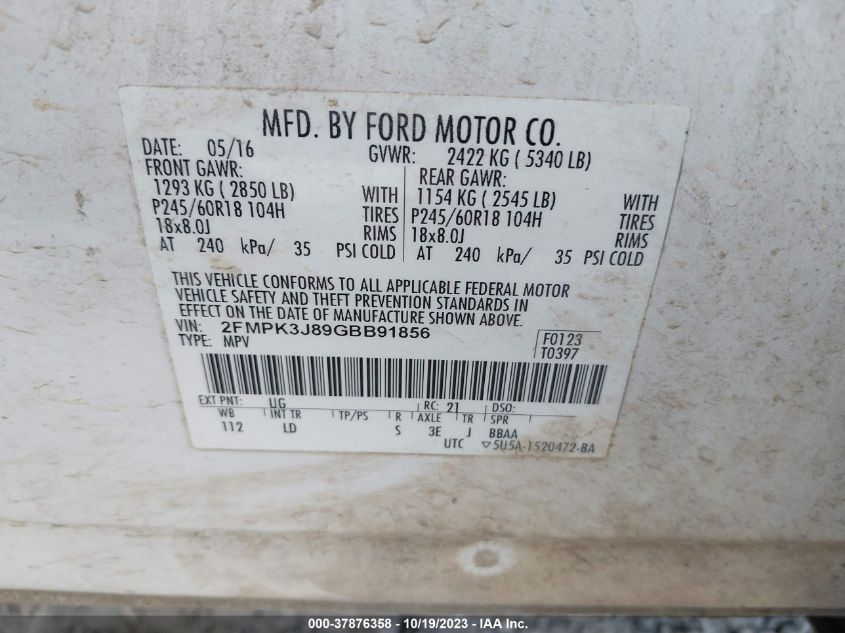 MFD. BY FORD MOTOR CO.
DATE: 05/16 GVWR: 2422 KG ( 5340 LB)
FRONT GAWR: REAR GAWR:
1293 KG ( 2850 LB) WITH 1154 KG ( 2545 LB) WITH
P245/60R18 104H TIRES P245/60R18 104H TIRES
18x8.0J RIMS 18x8.0J RIMS
AT 240 kPa/ 35 PSI COLD AT 240 kPa/ 35 PSI COLD
THIS VEHICLE CONFORMS TO ALL APPLICABLE FEDERAL MOTOR
VEHICLE SAFETY AND THEFT PREVENTION STANDARDS IN
EFFECT ON THE DATE OF MANUFACTURE SHOWN ABOVE.
VIN: 2FMPK3J89GBB91856 F0123
TYPE: MPV T0397
EXT PNT: UG RC: 21 DSO:
WB INT TR TP/PS R AXLE TR SPR
112 LD S 3E J BBAA
UTC ▽5U5A-1520472-BA
000-37876358 - 10/19/2023 - IAAI.com